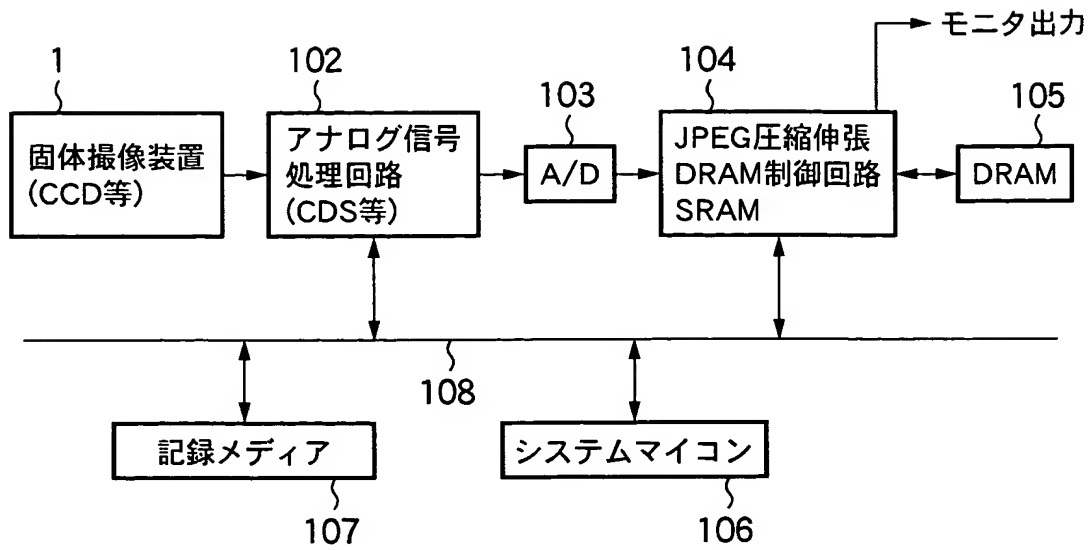 モニタ出力
1
102
103
104
105
固体撮像装置
(CCD等)
アナログ信号
処理回路
(CDS等)
A/D
JPEG圧縮伸張
DRAM制御回路
SRAM
DRAM
108
記録メディア
システムマイコン
107
106